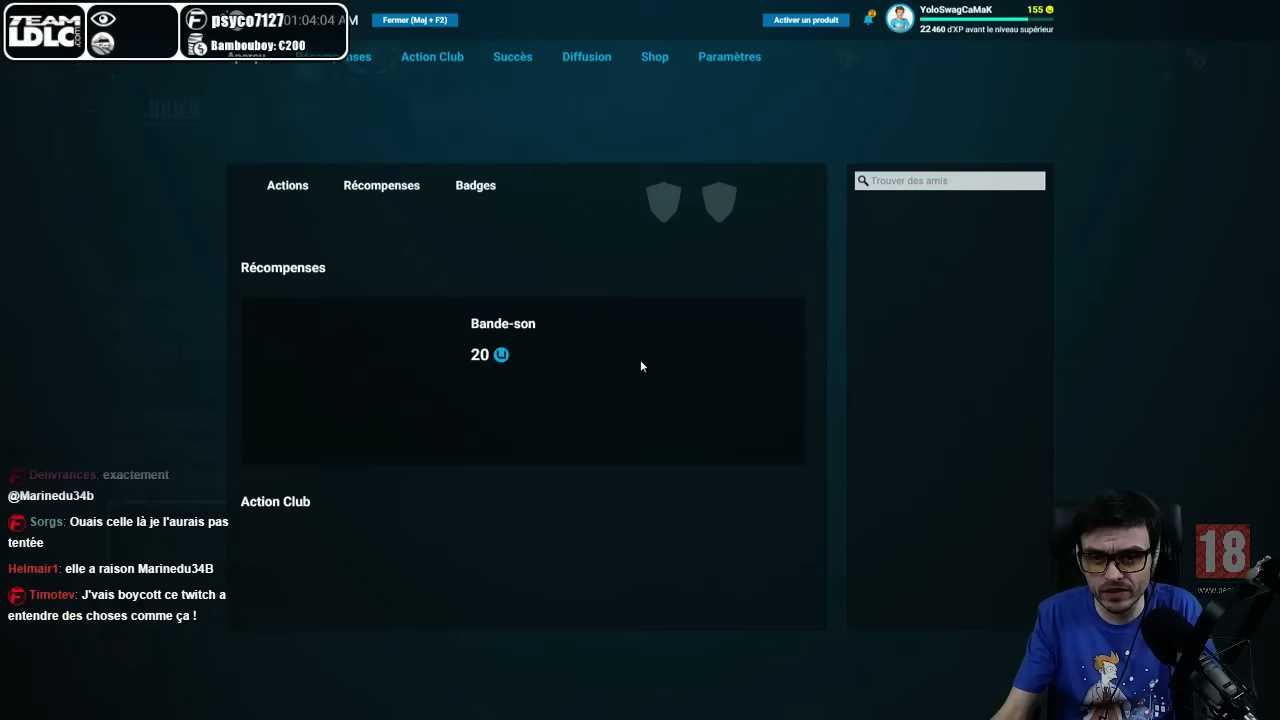 TEAM
LDLC
.com
psyco7127
Bambouboy: €200
01:04:04 AM
Fermer (Maj + F2)
Activer un produit
2
YoloSwagCaMaK
155
22 460 d'XP avant le niveau supérieur
Action Club
Succès
Diffusion
Shop
Paramètres
JOUER
Actions
Récompenses
Badges
Trouver des amis
Récompenses
Bande-son
20
Action Club
Delivrances: exactement
@Marinedu34b
Sorgs: Ouais celle là je l'aurais pas
tentée
Helmair1: elle a raison Marinedu34B
Timotev: J'vais boycott ce twitch a
entendre des choses comme ça !
18